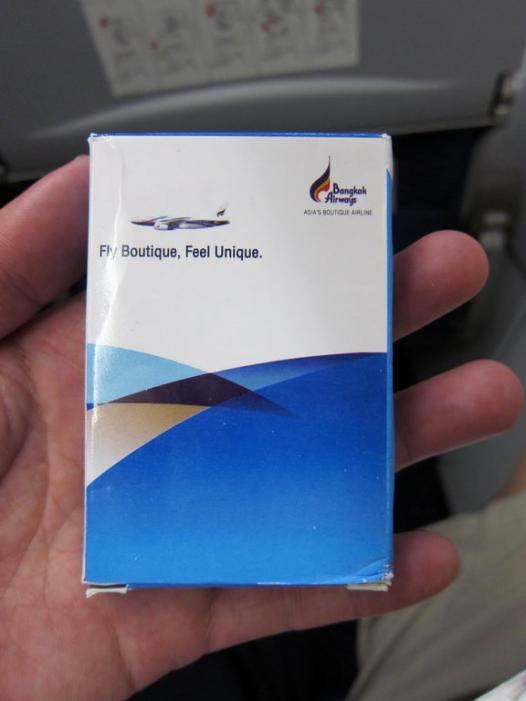 Bangkok
Airways
ASIA'S BOUTIQUE AIRLINE
Fly Boutique, Feel Unique.